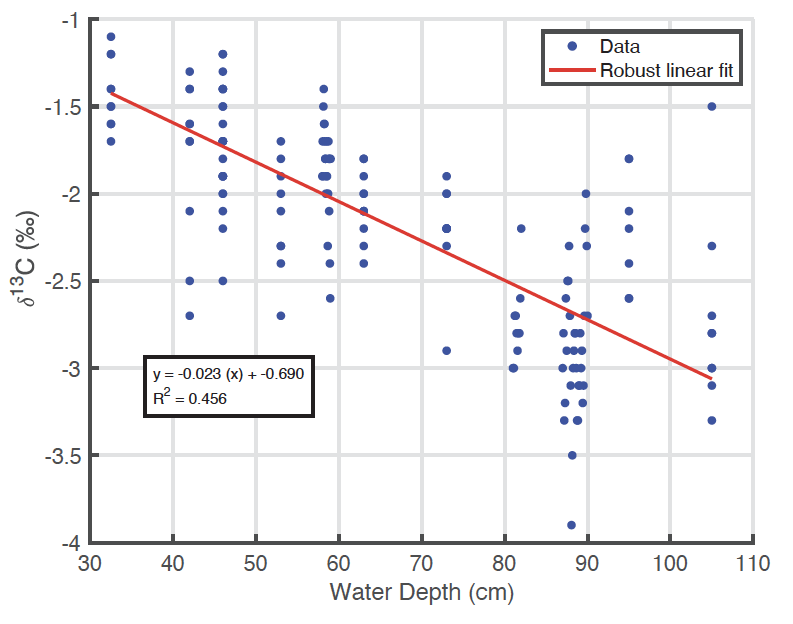 -1
-1.5
-2
-2.5
-3
-3.5
-4
δ¹³C (‰)
Data
Robust linear fit
y = -0.023 (x) + -0.690
R² = 0.456
30 40 50 60 70 80 90 100 110
Water Depth (cm)